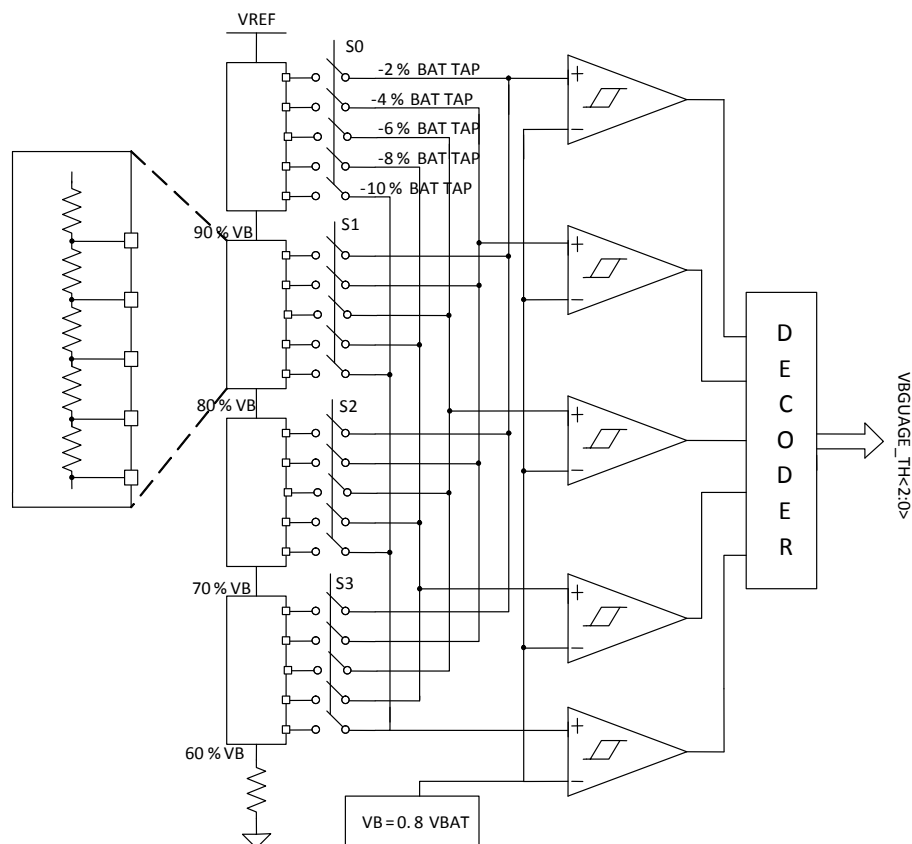 VREF
S0
-2 % BAT TAP
-4 % BAT TAP
-6 % BAT TAP
-8 % BAT TAP
-10 % BAT TAP
+
−
90 % VB
S1
+
−
80 % VB
S2
+
−
70 % VB
S3
+
−
60 % VB
+
−
VB = 0. 8 VBAT
D
E
C
O
D
E
R
VBGUAGE_TH<2:0>